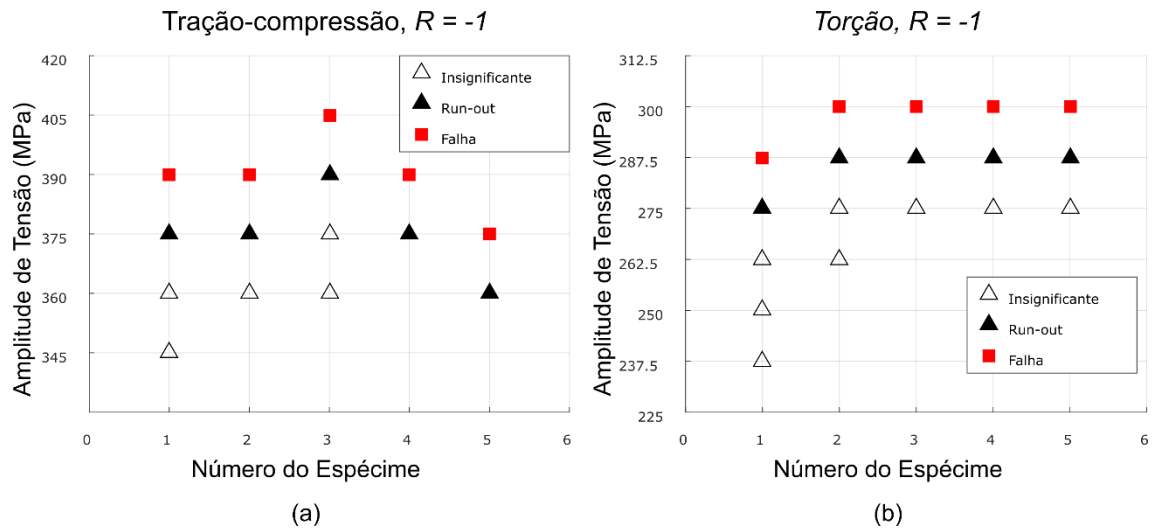 Tração-compressão, R = -1
Amplitude de Tensão (MPa)
420
405
390
375
360
345
0 1 2 3 4 5 6
Insignificante
Run-out
Falha
Número do Espécime
(a)
Torção, R = -1
Amplitude de Tensão (MPa)
312.5
300
287.5
275
262.5
250
237.5
225
0 1 2 3 4 5 6
Insignificante
Run-out
Falha
Número do Espécime
(b)